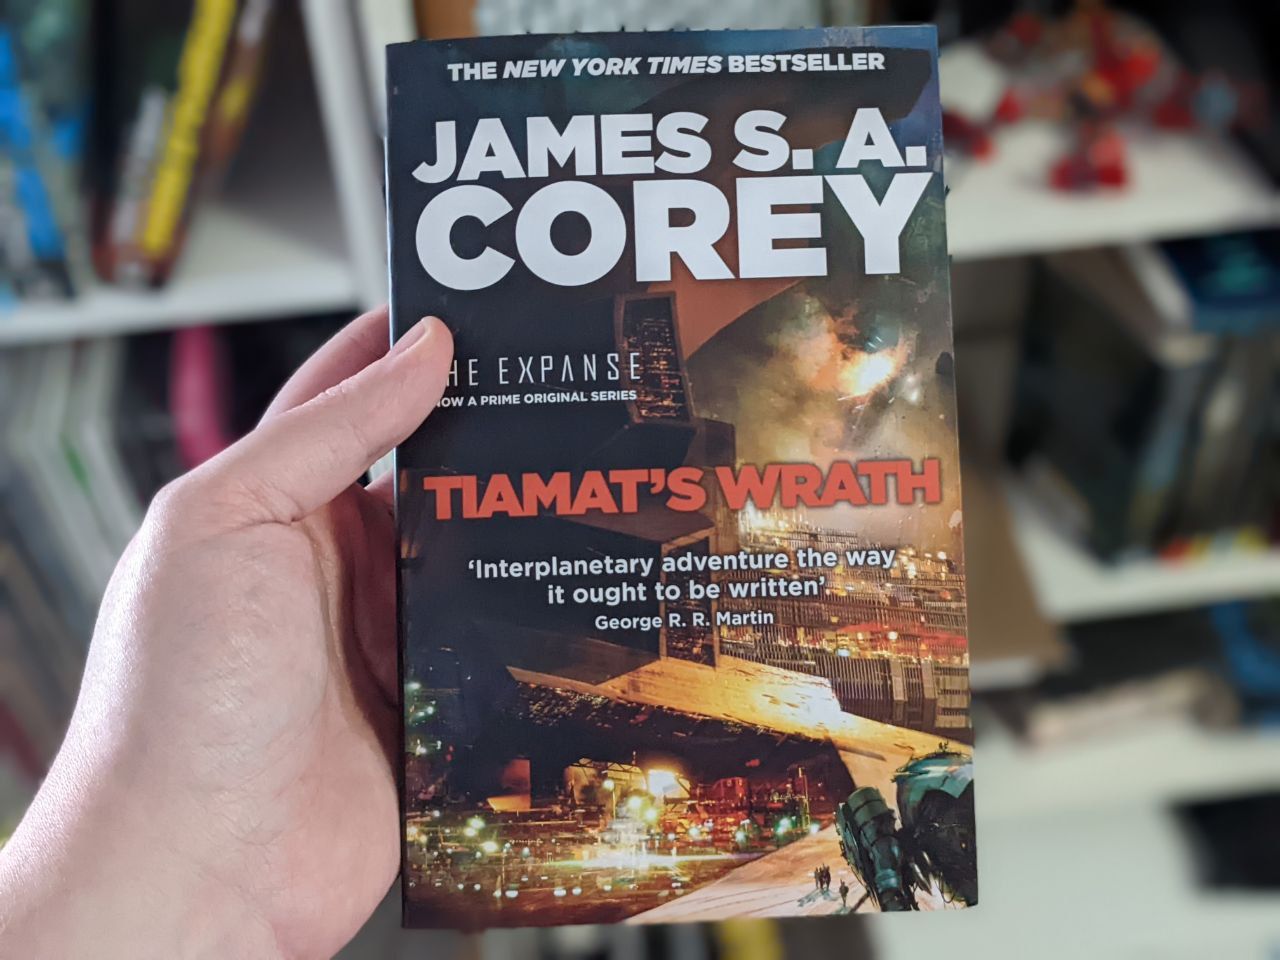 THE NEW YORK TIMES BESTSELLER
JAMES S. A.
COREY
HE EXPANSE
NOW A PRIME ORIGINAL SERIES
TIAMAT'S WRATH
‘Interplanetary adventure the way
it ought to be written’
George R. R. Martin